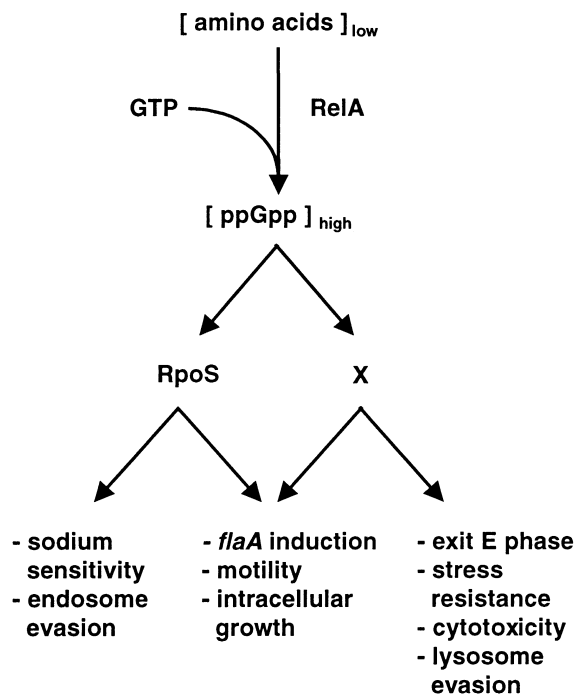 [ amino acids ]low
GTP
RelA
[ ppGpp ] high
RpoS
X
- sodium
sensitivity
- endosome
evasion
- flaA induction
- motility
- intracellular
growth
- exit E phase
- stress
resistance
- cytotoxicity
- lysosome
evasion